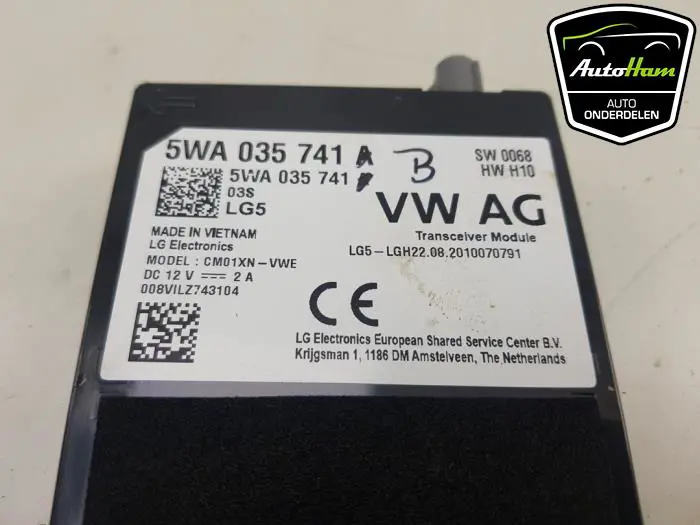 AutoHam
AUTO
ONDERDELEN
5WA 035 741 A B
5WA 035 741
03S
LG5
SW 0068
HW H10
VW AG
Transceiver Module
LG5-LGH22.08.2010070791
MADE IN VIETNAM
LG Electronics
MODEL : CM01XN-VWE
DC 12 V ⎓ 2 A
008VILZ743104
CE
LG Electronics European Shared Service Center B.V.
Krijgsman 1, 1186 DM Amstelveen, The Netherlands